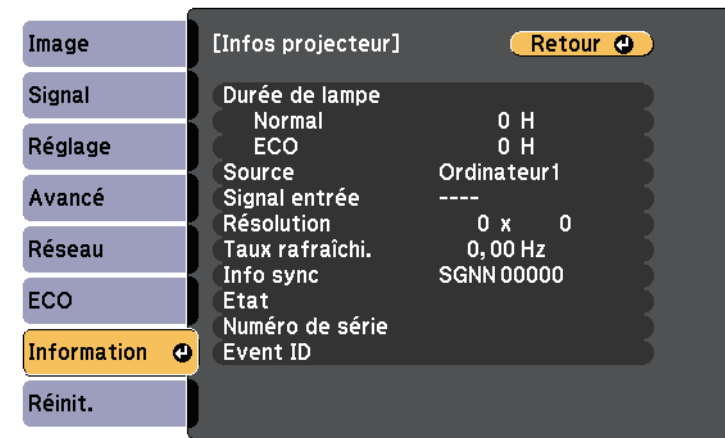 Image
Signal
Réglage
Avancé
Réseau
ECO
Information
Réinit.
[Infos projecteur] Retour
Durée de lampe
Normal 0 H
ECO 0 H
Source Ordinateur1
Signal entrée ----
Résolution 0 x 0
Taux rafraîchi. 0,00 Hz
Info sync SGNN 00000
Etat
Numéro de série
Event ID